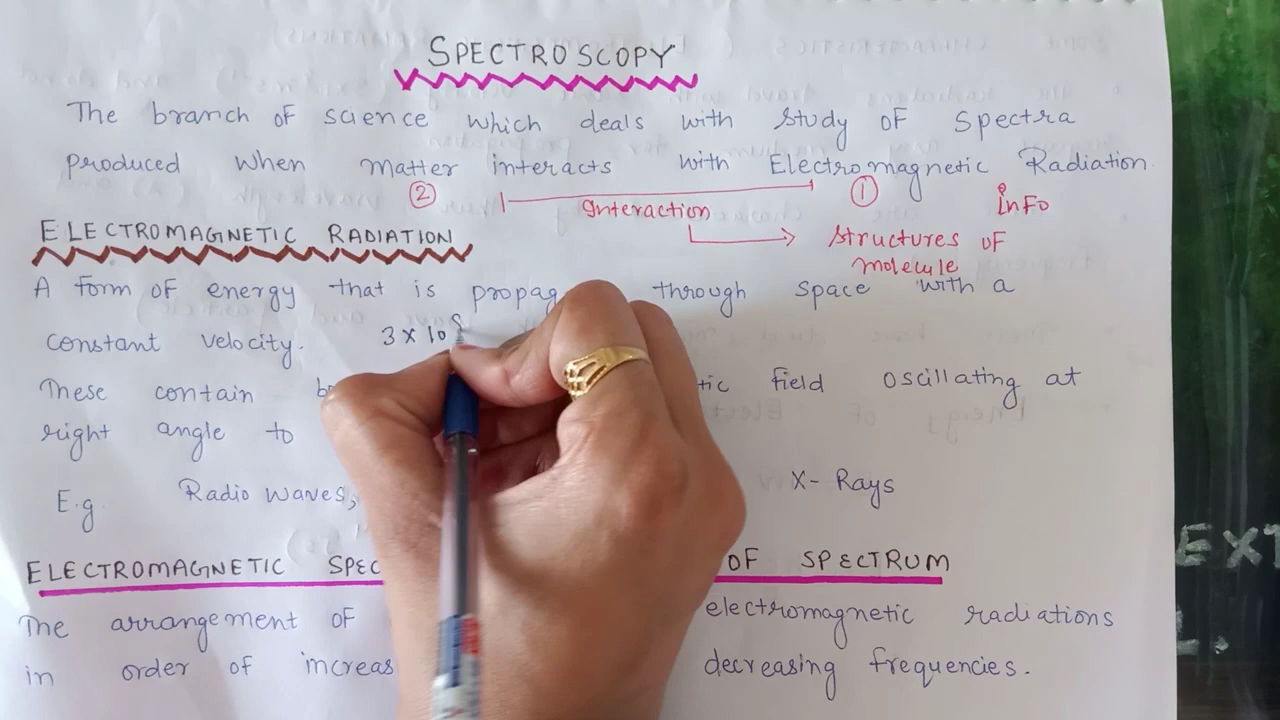 SPECTROSCOPY
The branch of science which deals with study of spectra
produced when matter interacts with Electromagnetic Radiation
② Interaction ① info
structures of
molecule
ELECTROMAGNETIC RADIATION
A form of energy that is propag through space with a
constant velocity. 3 × 10
These contain tic field oscillating at
right angle to
E.g Radio waves, X-Rays
ELECTROMAGNETIC SPEC OF SPECTRUM
The arrangement of electromagnetic radiations
in order of increas decreasing frequencies.
EXT